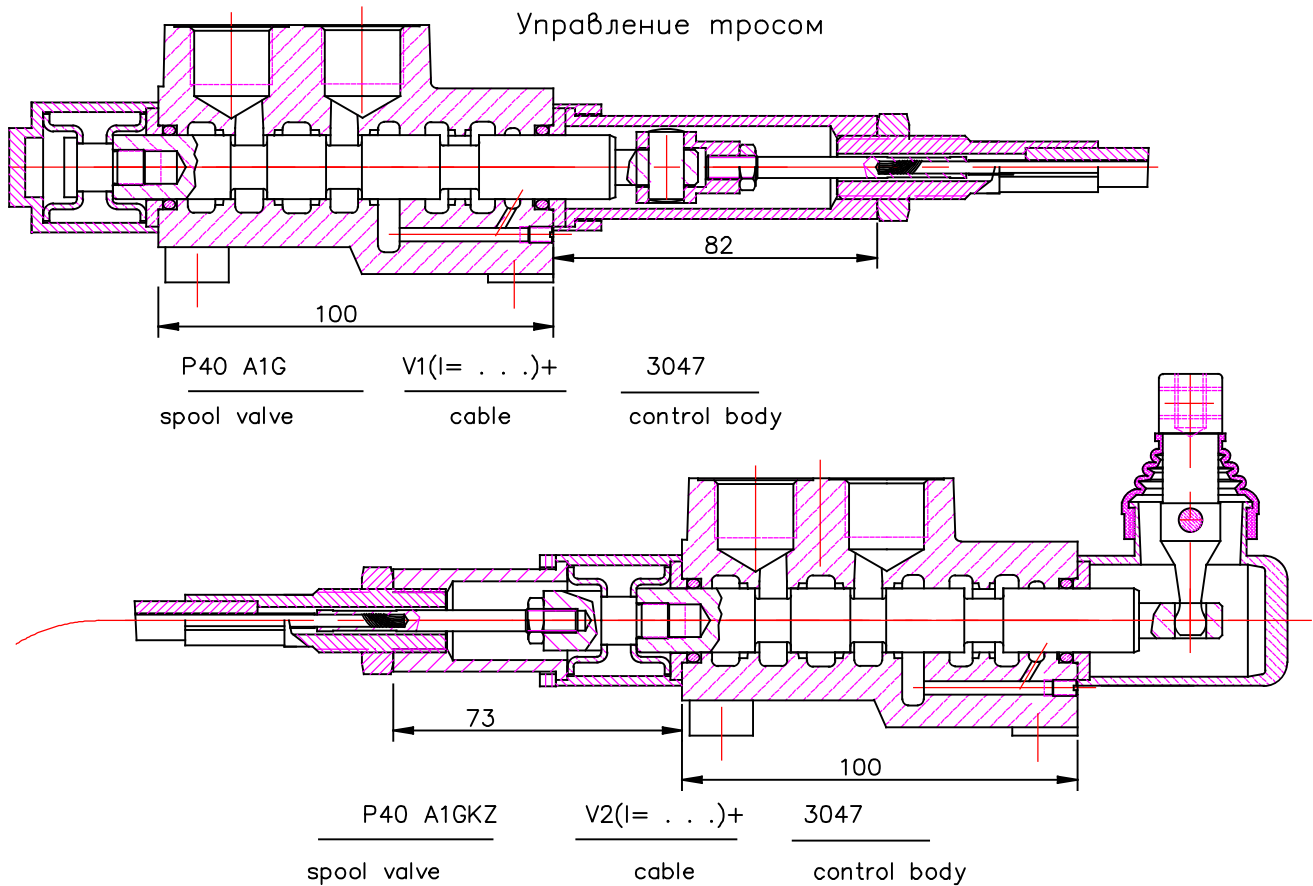 Управление тросом
82
100
P40 A1G V1(l= . . .)+ 3047
spool valve cable control body
73
100
P40 A1GKZ V2(l= . . .)+ 3047
spool valve cable control body